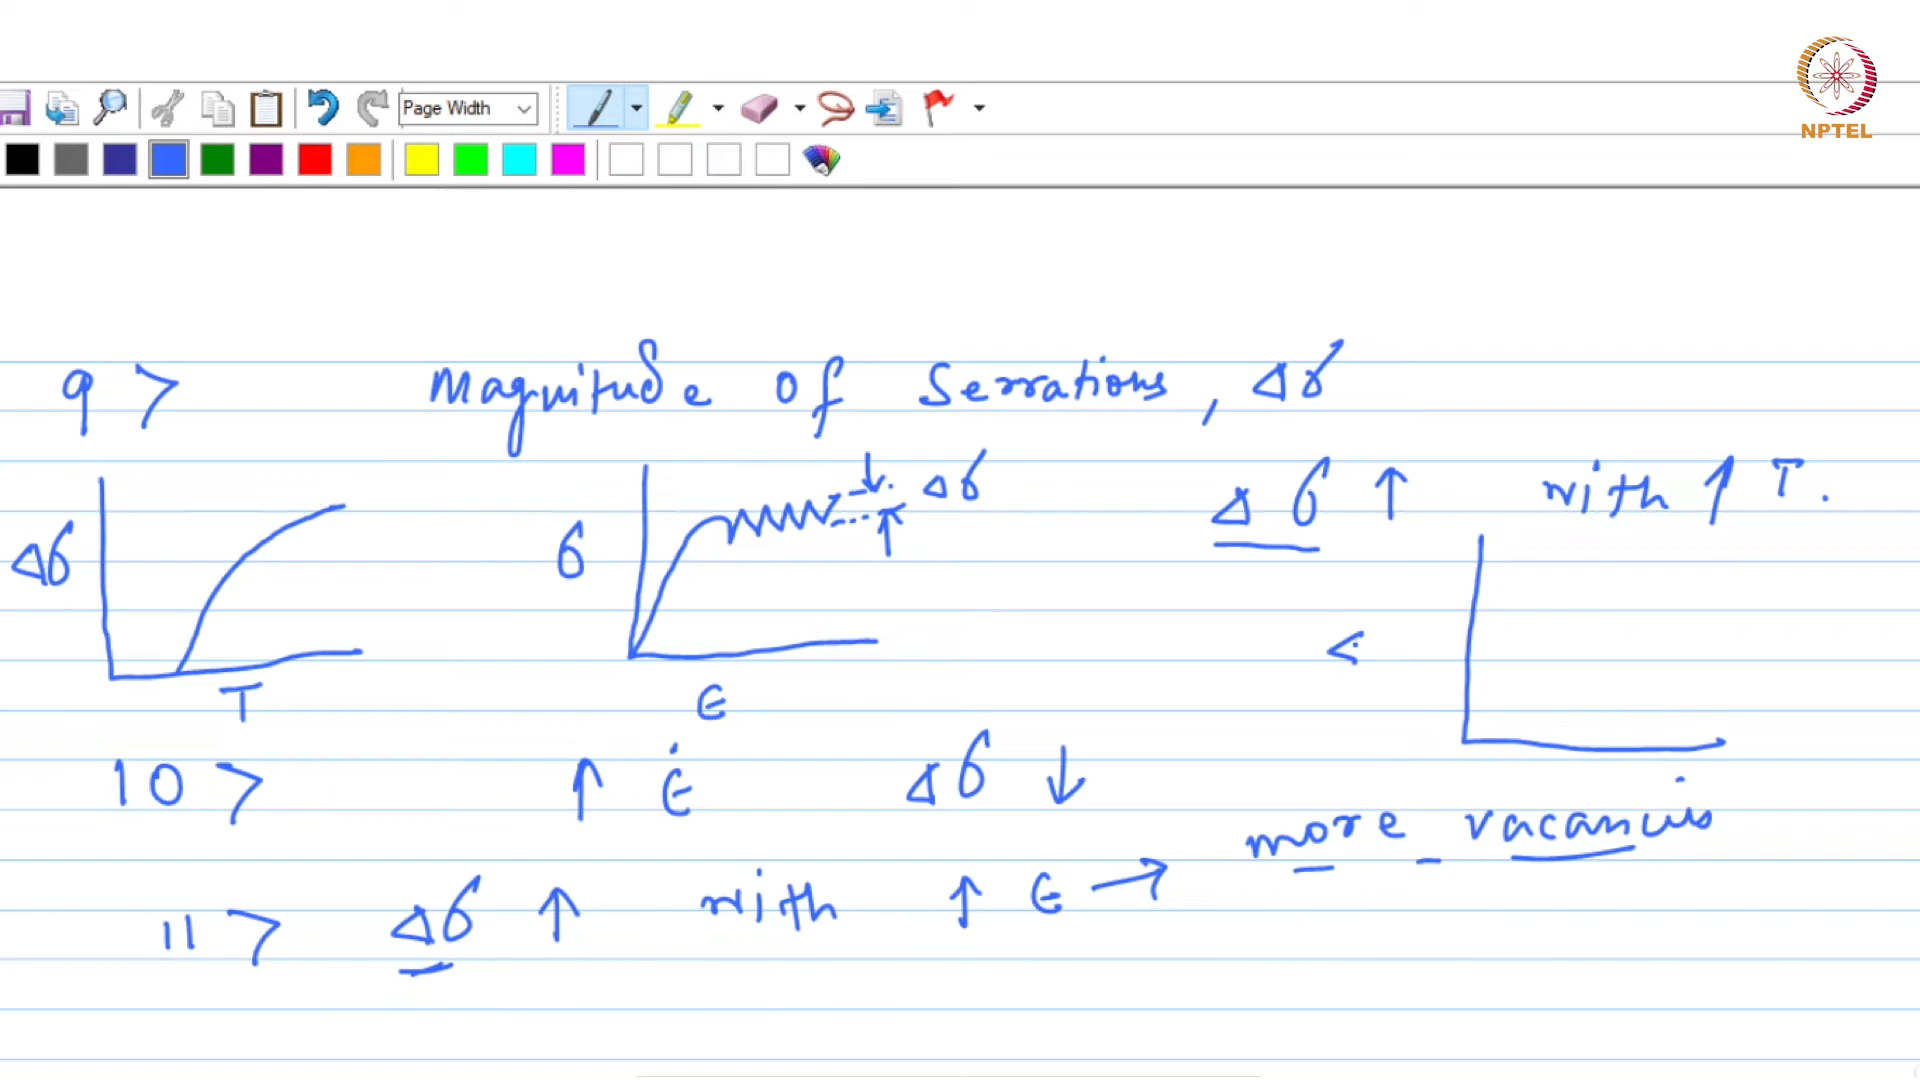 NPTEL
Page Width
9> Magnitude of Serrations, Δσ
Δσ ↑ with ↑ T.
Δσ
σ
Δσ
T
ϵ
10> ↑ ϵ̇ Δσ ↓
more vacancies
11> Δσ ↑ with ↑ ϵ →